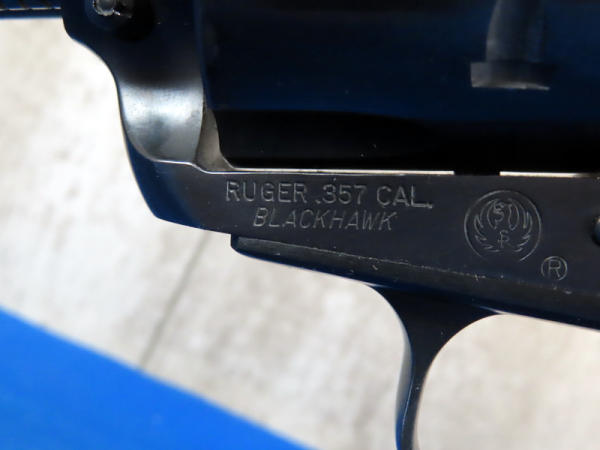 RUGER .357 CAL.
BLACKHAWK
®